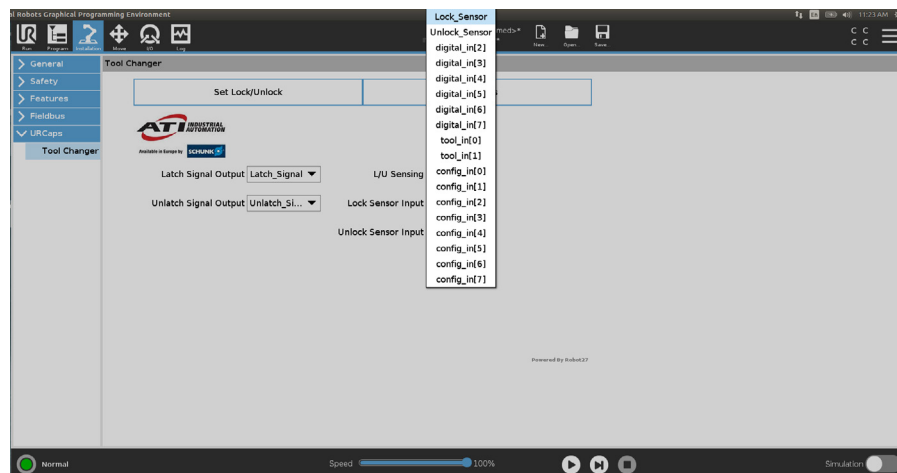 al Robots Graphical Programming Environment
11:23 AM
Run
Program
Installation
Move
I/O
Log
med>*
New...
Open...
Save...
C C
C C
General
Safety
Features
Fieldbus
URCaps
Tool Changer
Tool Changer
Set Lock/Unlock
ATI INDUSTRIAL AUTOMATION
Available in Europe by SCHUNK
Latch Signal Output Latch_Signal
L/U Sensing
Unlatch Signal Output Unlatch_Si...
Lock Sensor Input
Unlock Sensor Input
Lock_Sensor
Unlock_Sensor
digital_in[2]
digital_in[3]
digital_in[4]
digital_in[5]
digital_in[6]
digital_in[7]
tool_in[0]
tool_in[1]
config_in[0]
config_in[1]
config_in[2]
config_in[3]
config_in[4]
config_in[5]
config_in[6]
config_in[7]
Powered By Robot27
Normal
Speed
100%
Simulation